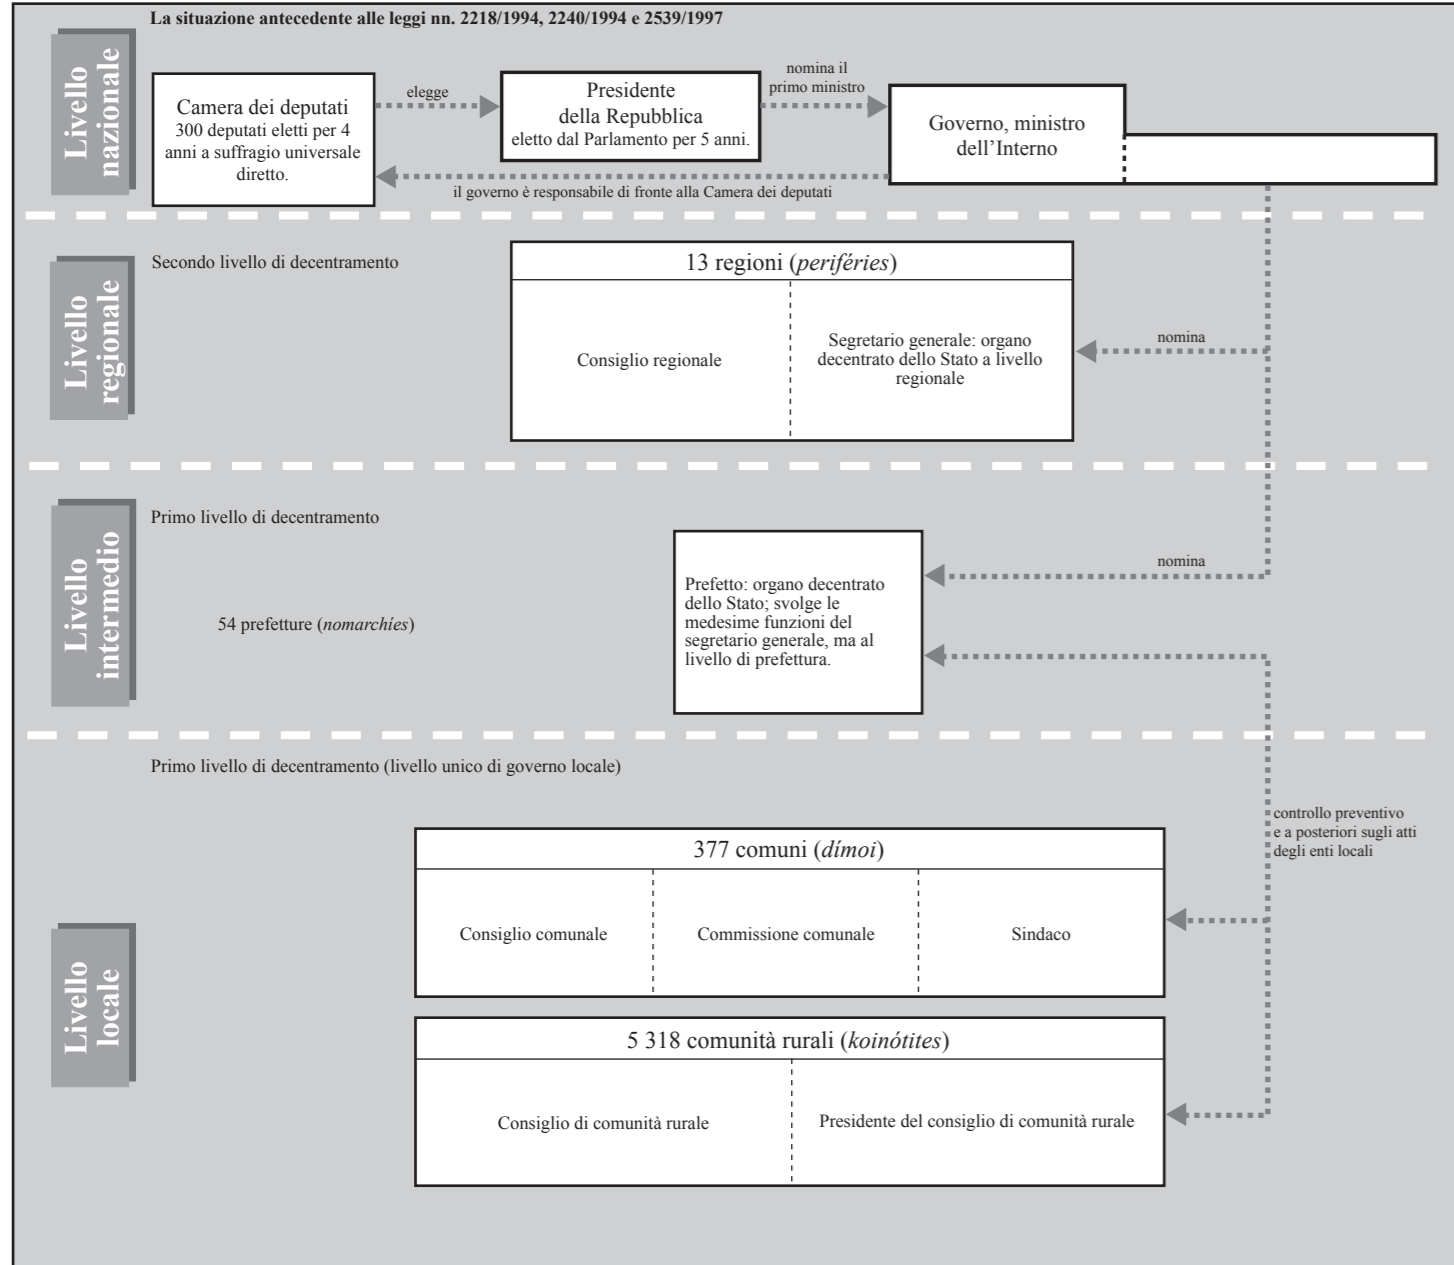 La situazione antecedente alle leggi nn. 2218/1994, 2240/1994 e 2539/1997
Livello
nazionale
Camera dei deputati
300 deputati eletti per 4
anni a suffragio universale
diretto.
elegge
Presidente
della Repubblica
eletto dal Parlamento per 5 anni.
nomina il
primo ministro
Governo, ministro
dell’Interno
il governo è responsabile di fronte alla Camera dei deputati
Livello
regionale
Secondo livello di decentramento
13 regioni (periféries)
Consiglio regionale
Segretario generale: organo
decentrato dello Stato a livello
regionale
nomina
Livello
intermedio
Primo livello di decentramento
54 prefetture (nomarchíes)
Prefetto: organo decentrato
dello Stato; svolge le
medesime funzioni del
segretario generale, ma al
livello di prefettura.
nomina
Livello
locale
Primo livello di decentramento (livello unico di governo locale)
controllo preventivo
e a posteriori sugli atti
degli enti locali
377 comuni (dímoi)
Consiglio comunale
Commissione comunale
Sindaco
5 318 comunità rurali (koinótites)
Consiglio di comunità rurale
Presidente del consiglio di comunità rurale